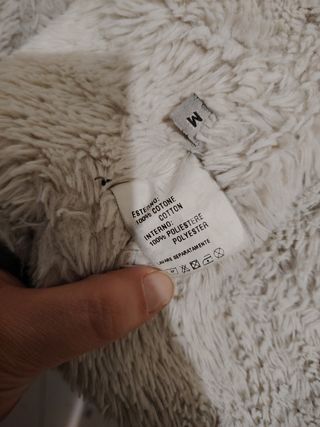 M
ESTERNO:
100% COTONE
COTTON
INTERNO:
100% POLIESTERE
POLYESTER
LAVARE SEPARATAMENTE